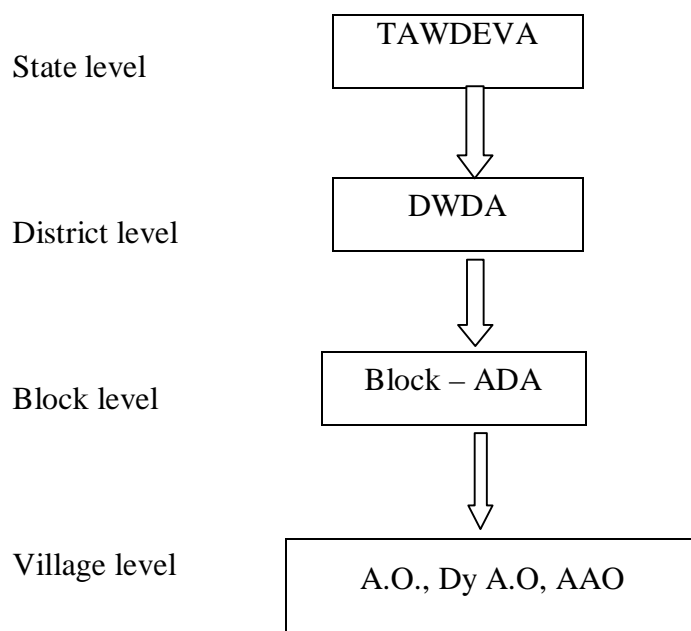 TAWDEVA
State level
DWDA
District level
Block – ADA
Block level
Village level
A.O., Dy A.O, AAO